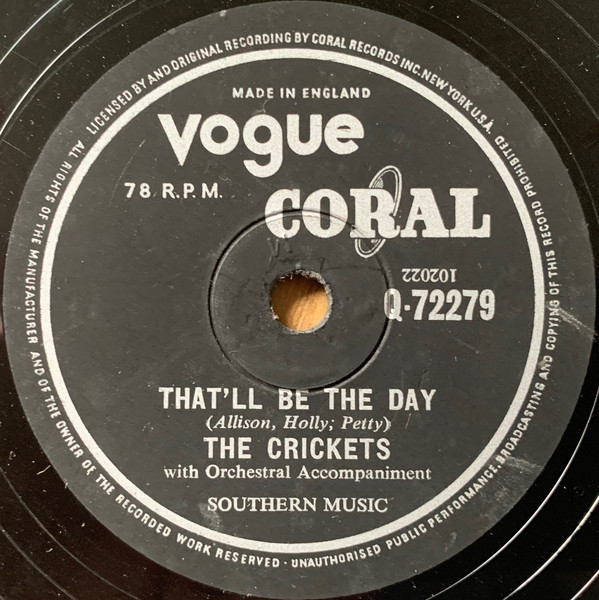 LICENSED BY AND ORIGINAL RECORDING BY CORAL RECORDS INC. NEW YORK U.S.A.
MADE IN ENGLAND
vogue
78 R.P.M.
CORAL
102022
Q-72279
THAT'LL BE THE DAY
(Allison, Holly; Petty)
THE CRICKETS
with Orchestral Accompaniment
SOUTHERN MUSIC
ALL RIGHTS OF THE MANUFACTURER AND OF THE OWNER OF THE RECORDED WORK RESERVED · UNAUTHORISED PUBLIC PERFORMANCE, BROADCASTING AND COPYING OF THIS RECORD PROHIBITED